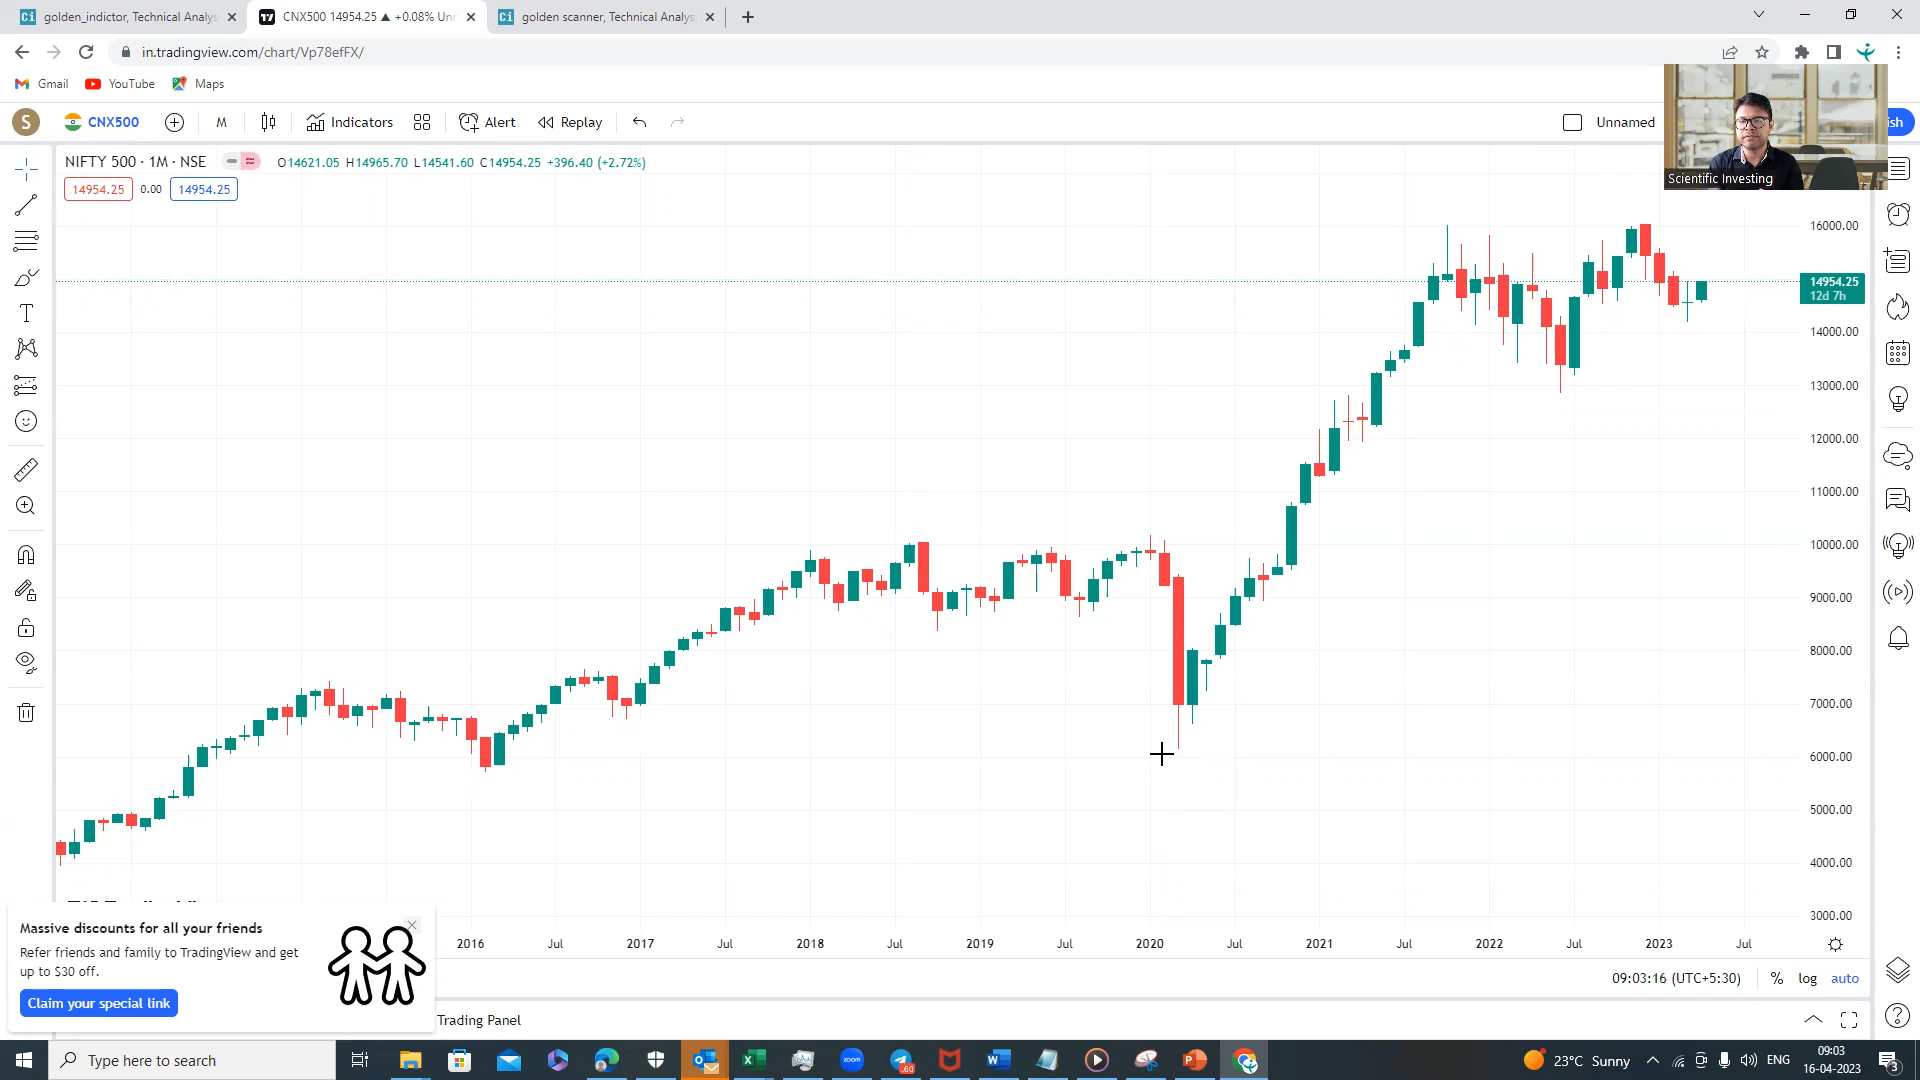 golden_indictor, Technical Analys
CNX500 14954.25 ▲ +0.08% Unn
golden scanner, Technical Analys
in.tradingview.com/chart/Vp78efFX/
Gmail
YouTube
Maps
S
CNX500
M
Indicators
Alert
Replay
Unnamed
ish
Scientific Investing
NIFTY 500 · 1M · NSE
O14621.05 H14965.70 L14541.60 C14954.25 +396.40 (+2.72%)
14954.25
0.00
14954.25
16000.00
14954.25
12d 7h
14000.00
13000.00
12000.00
11000.00
10000.00
9000.00
8000.00
7000.00
6000.00
5000.00
4000.00
3000.00
2016
Jul
2017
Jul
2018
Jul
2019
Jul
2020
Jul
2021
Jul
2022
Jul
2023
Jul
Massive discounts for all your friends
Refer friends and family to TradingView and get
up to $30 off.
Claim your special link
09:03:16 (UTC+5:30)
%
log
auto
Trading Panel
Type here to search
zoom
.60
23°C Sunny
ENG
09:03
16-04-2023
3